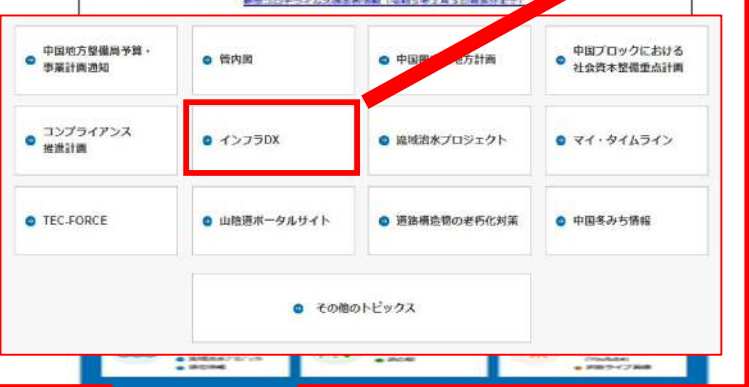 中国地方整備局予算・
事業計画通知
管内図
中国圏 地方計画
中国ブロックにおける
社会資本整備重点計画
コンプライアンス
推進計画
インフラDX
流域治水プロジェクト
マイ・タイムライン
TEC-FORCE
山陰道ポータルサイト
道路構造物の老朽化対策
中国冬みち情報
その他のトピックス